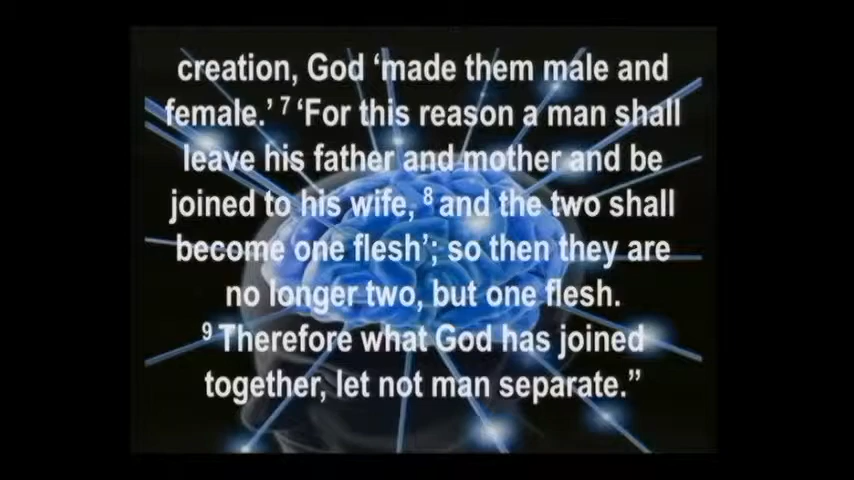 creation, God ‘made them male and
female.’ 7 ‘For this reason a man shall
leave his father and mother and be
joined to his wife, 8 and the two shall
become one flesh’; so then they are
no longer two, but one flesh.
9 Therefore what God has joined
together, let not man separate.”